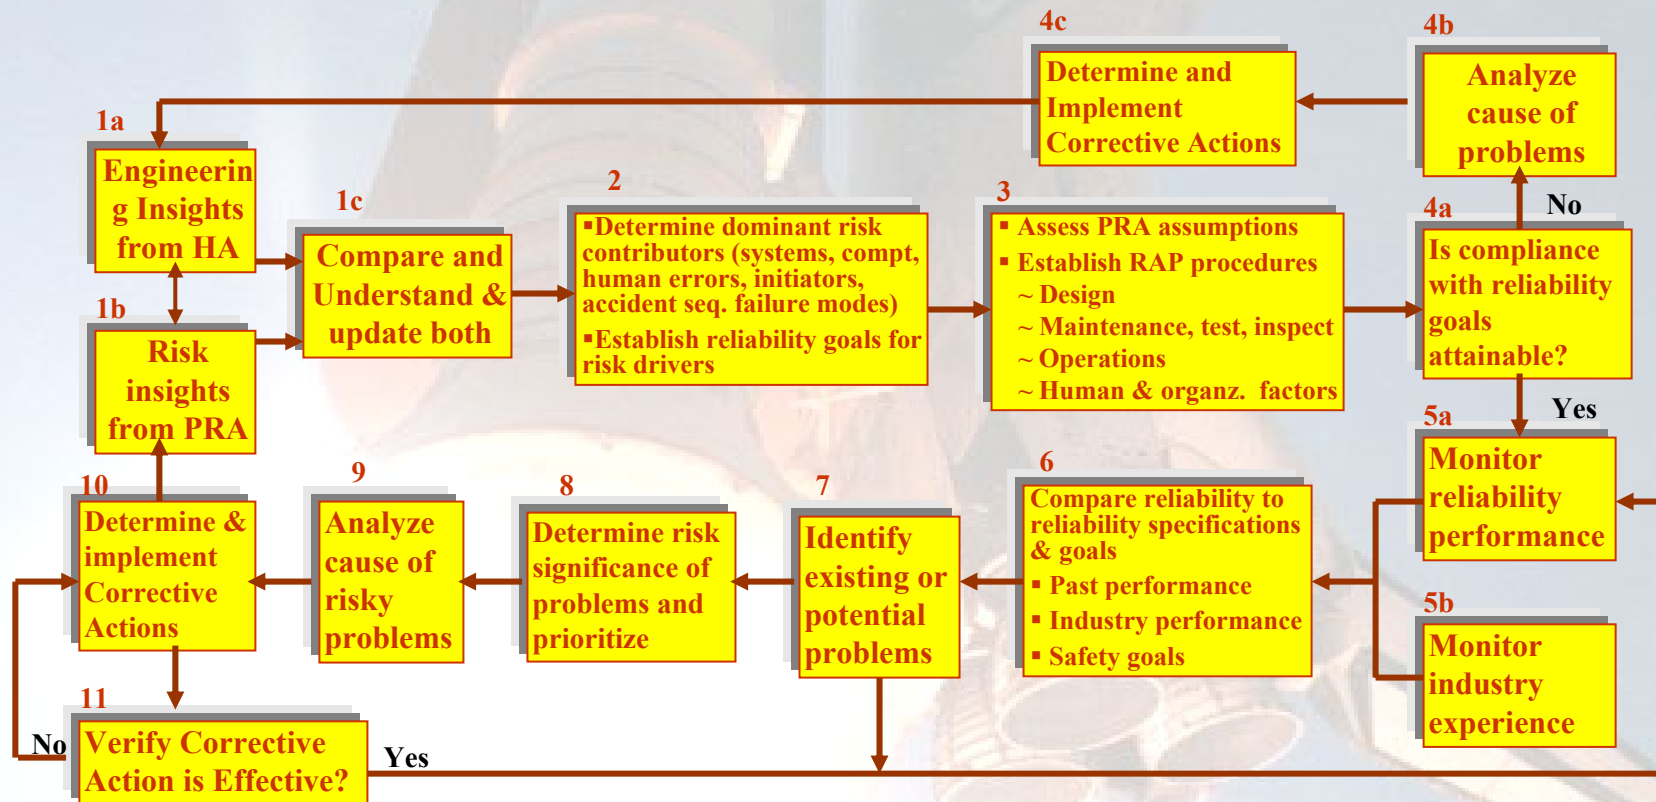 1a
Engineerin
g Insights
from HA
1b
Risk
insights
from PRA
1c
Compare and
Understand &
update both
2
▪Determine dominant risk
contributors (systems, compt,
human errors, initiators,
accident seq. failure modes)
▪Establish reliability goals for
risk drivers
3
▪ Assess PRA assumptions
▪ Establish RAP procedures
~ Design
~ Maintenance, test, inspect
~ Operations
~ Human & organz. factors
4a
Is compliance
with reliability
goals
attainable?
No
Yes
4b
Analyze
cause of
problems
4c
Determine and
Implement
Corrective Actions
5a
Monitor
reliability
performance
5b
Monitor
industry
experience
6
Compare reliability to
reliability specifications
& goals
▪ Past performance
▪ Industry performance
▪ Safety goals
7
Identify
existing or
potential
problems
8
Determine risk
significance of
problems and
prioritize
9
Analyze
cause of
risky
problems
10
Determine &
implement
Corrective
Actions
11
Verify Corrective
Action is Effective?
No
Yes